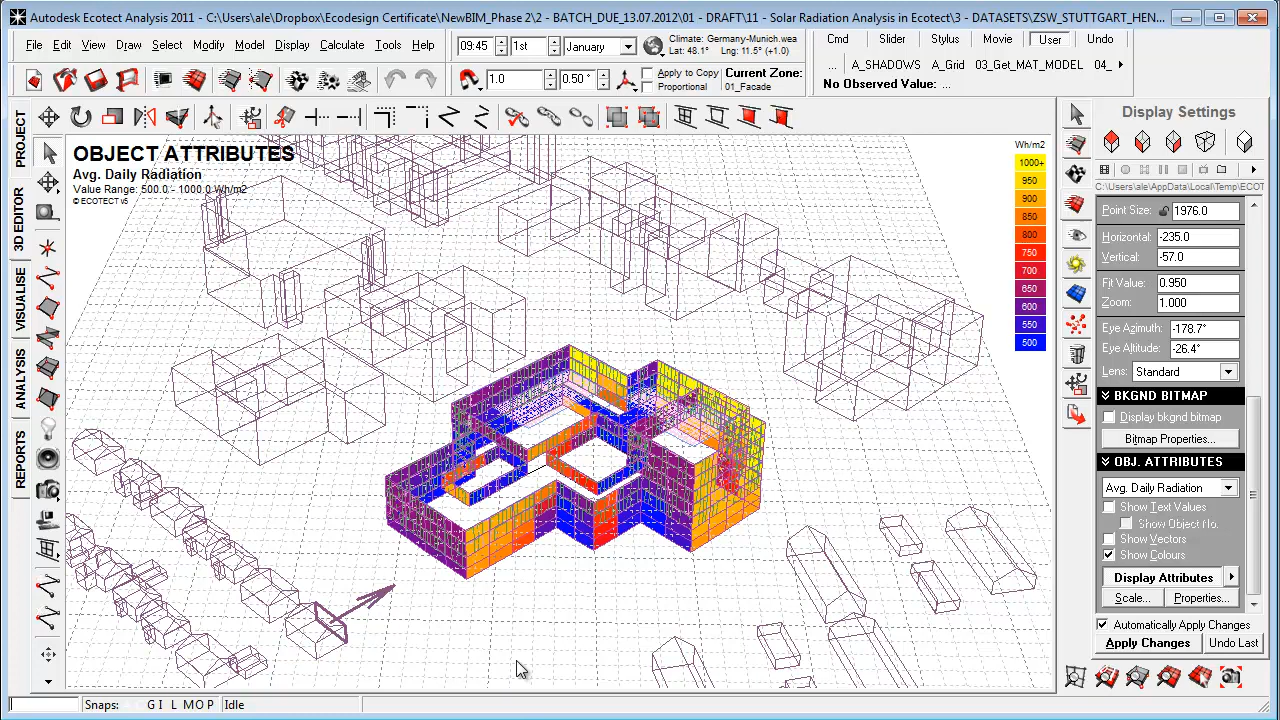 Autodesk Ecotect Analysis 2011 - C:\Users\ale\Dropbox\Ecodesign Certificate\NewBIM_Phase 2\2 - BATCH_DUE_13.07.2012\01 - DRAFT\11 - Solar Radiation Analysis in Ecotect\3 - DATASETS\ZSW_STUTTGART_HEN...
File Edit View Draw Select Modify Model Display Calculate Tools Help
09:45 1st January
Climate: Germany-Munich.wea
Lat: 48.1° Lng: 11.5° (+1.0)
Cmd Slider Stylus Movie User Undo
... A_SHADOWS A_Grid 03_Get_MAT_MODEL 04_
No Observed Value: ...
1.0 0.50 °
Apply to Copy
Proportional
Current Zone:
01_Facade
PROJECT
3D EDITOR
VISUALISE
ANALYSIS
REPORTS
OBJECT ATTRIBUTES
Avg. Daily Radiation
Value Range: 500.0 - 1000.0 Wh/m2
© ECOTECT v5
Wh/m2
1000+
950
900
850
800
750
700
650
600
550
500
Display Settings
C:\Users\ale\AppData\Local\Temp\ECOT
Point Size: 1976.0
Horizontal: -235.0
Vertical: -57.0
Fit Value: 0.950
Zoom: 1.000
Eye Azimuth: -178.7°
Eye Altitude: -26.4°
Lens: Standard
BKGND BITMAP
Display bkgnd bitmap
Bitmap Properties...
OBJ. ATTRIBUTES
Avg. Daily Radiation
Show Text Values
Show Object No.
Show Vectors
Show Colours
Display Attributes
Scale... Properties...
Automatically Apply Changes
Apply Changes Undo Last
Snaps: G I L M O P Idle